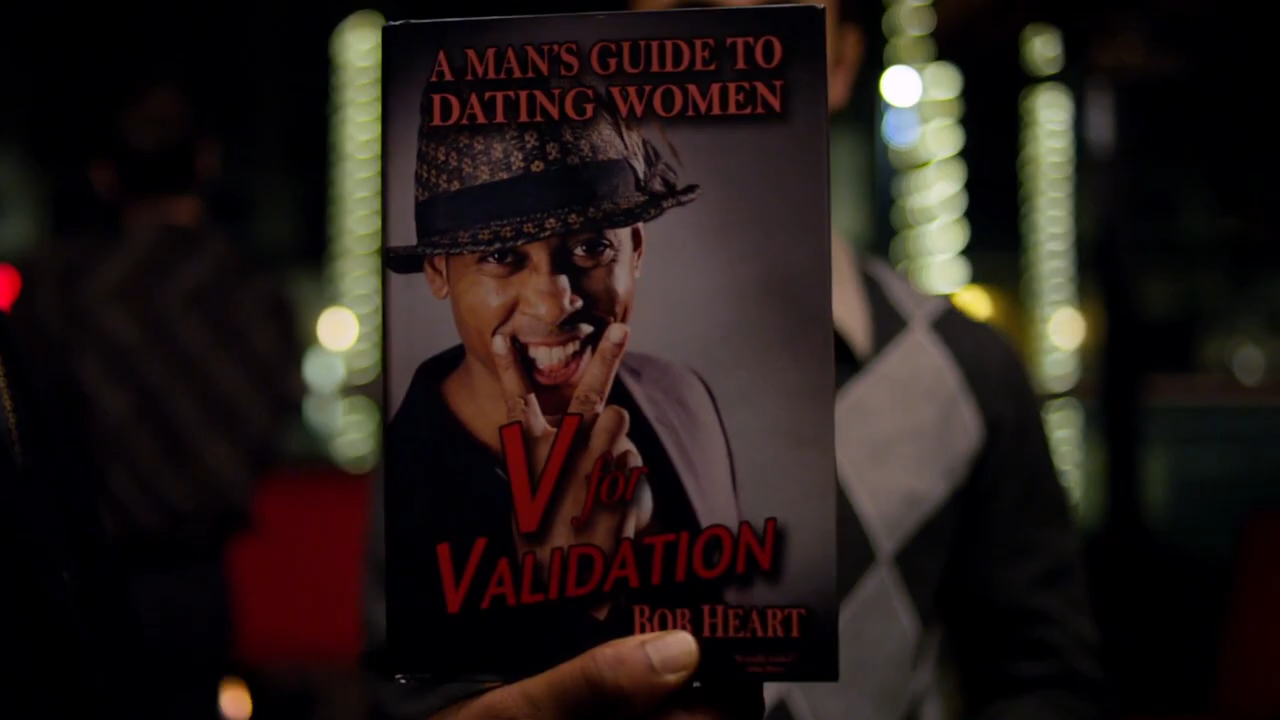 A MAN'S GUIDE TO
DATING WOMEN
V for
VALIDATION
BOB HEART